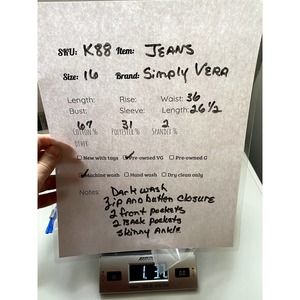 SKU: K88 Item: JEANS
Size: 16 Brand: Simply VERA
Length: Rise: Waist: 36
Bust: Sleeve: Length: 26 1/2
67 31 2
COTTON % POLYESTER % SPANDEX %
OTHER
☐ New with tags ☑ Pre-owned VG ☐ Pre-owned G
☑ Machine wash ☐ Hand wash ☐ Dry clean only
Notes: Dark wash
Zip and button closure
2 front pockets
2 Back pockets
skinny Ankle